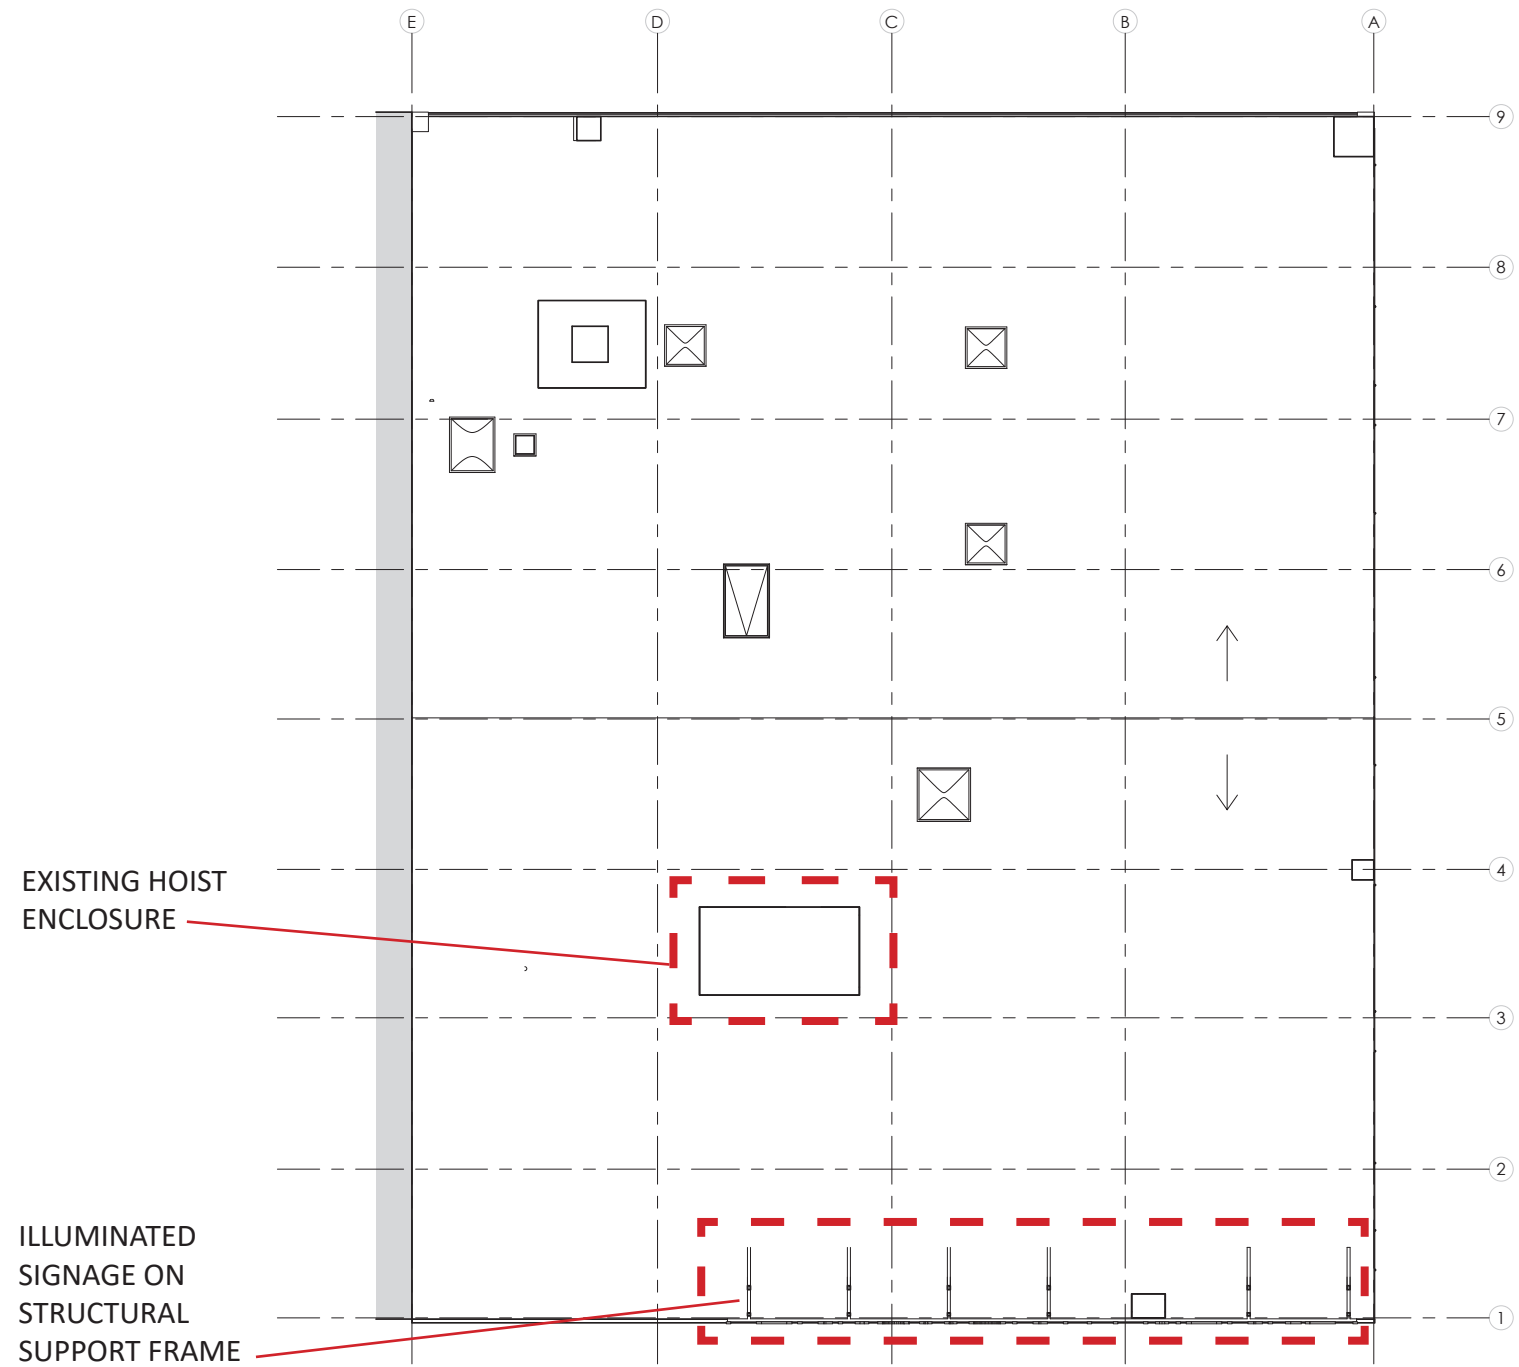 E D C B A
9
8
7
6
5
4
3
2
1
EXISTING HOIST
ENCLOSURE
ILLUMINATED
SIGNAGE ON
STRUCTURAL
SUPPORT FRAME